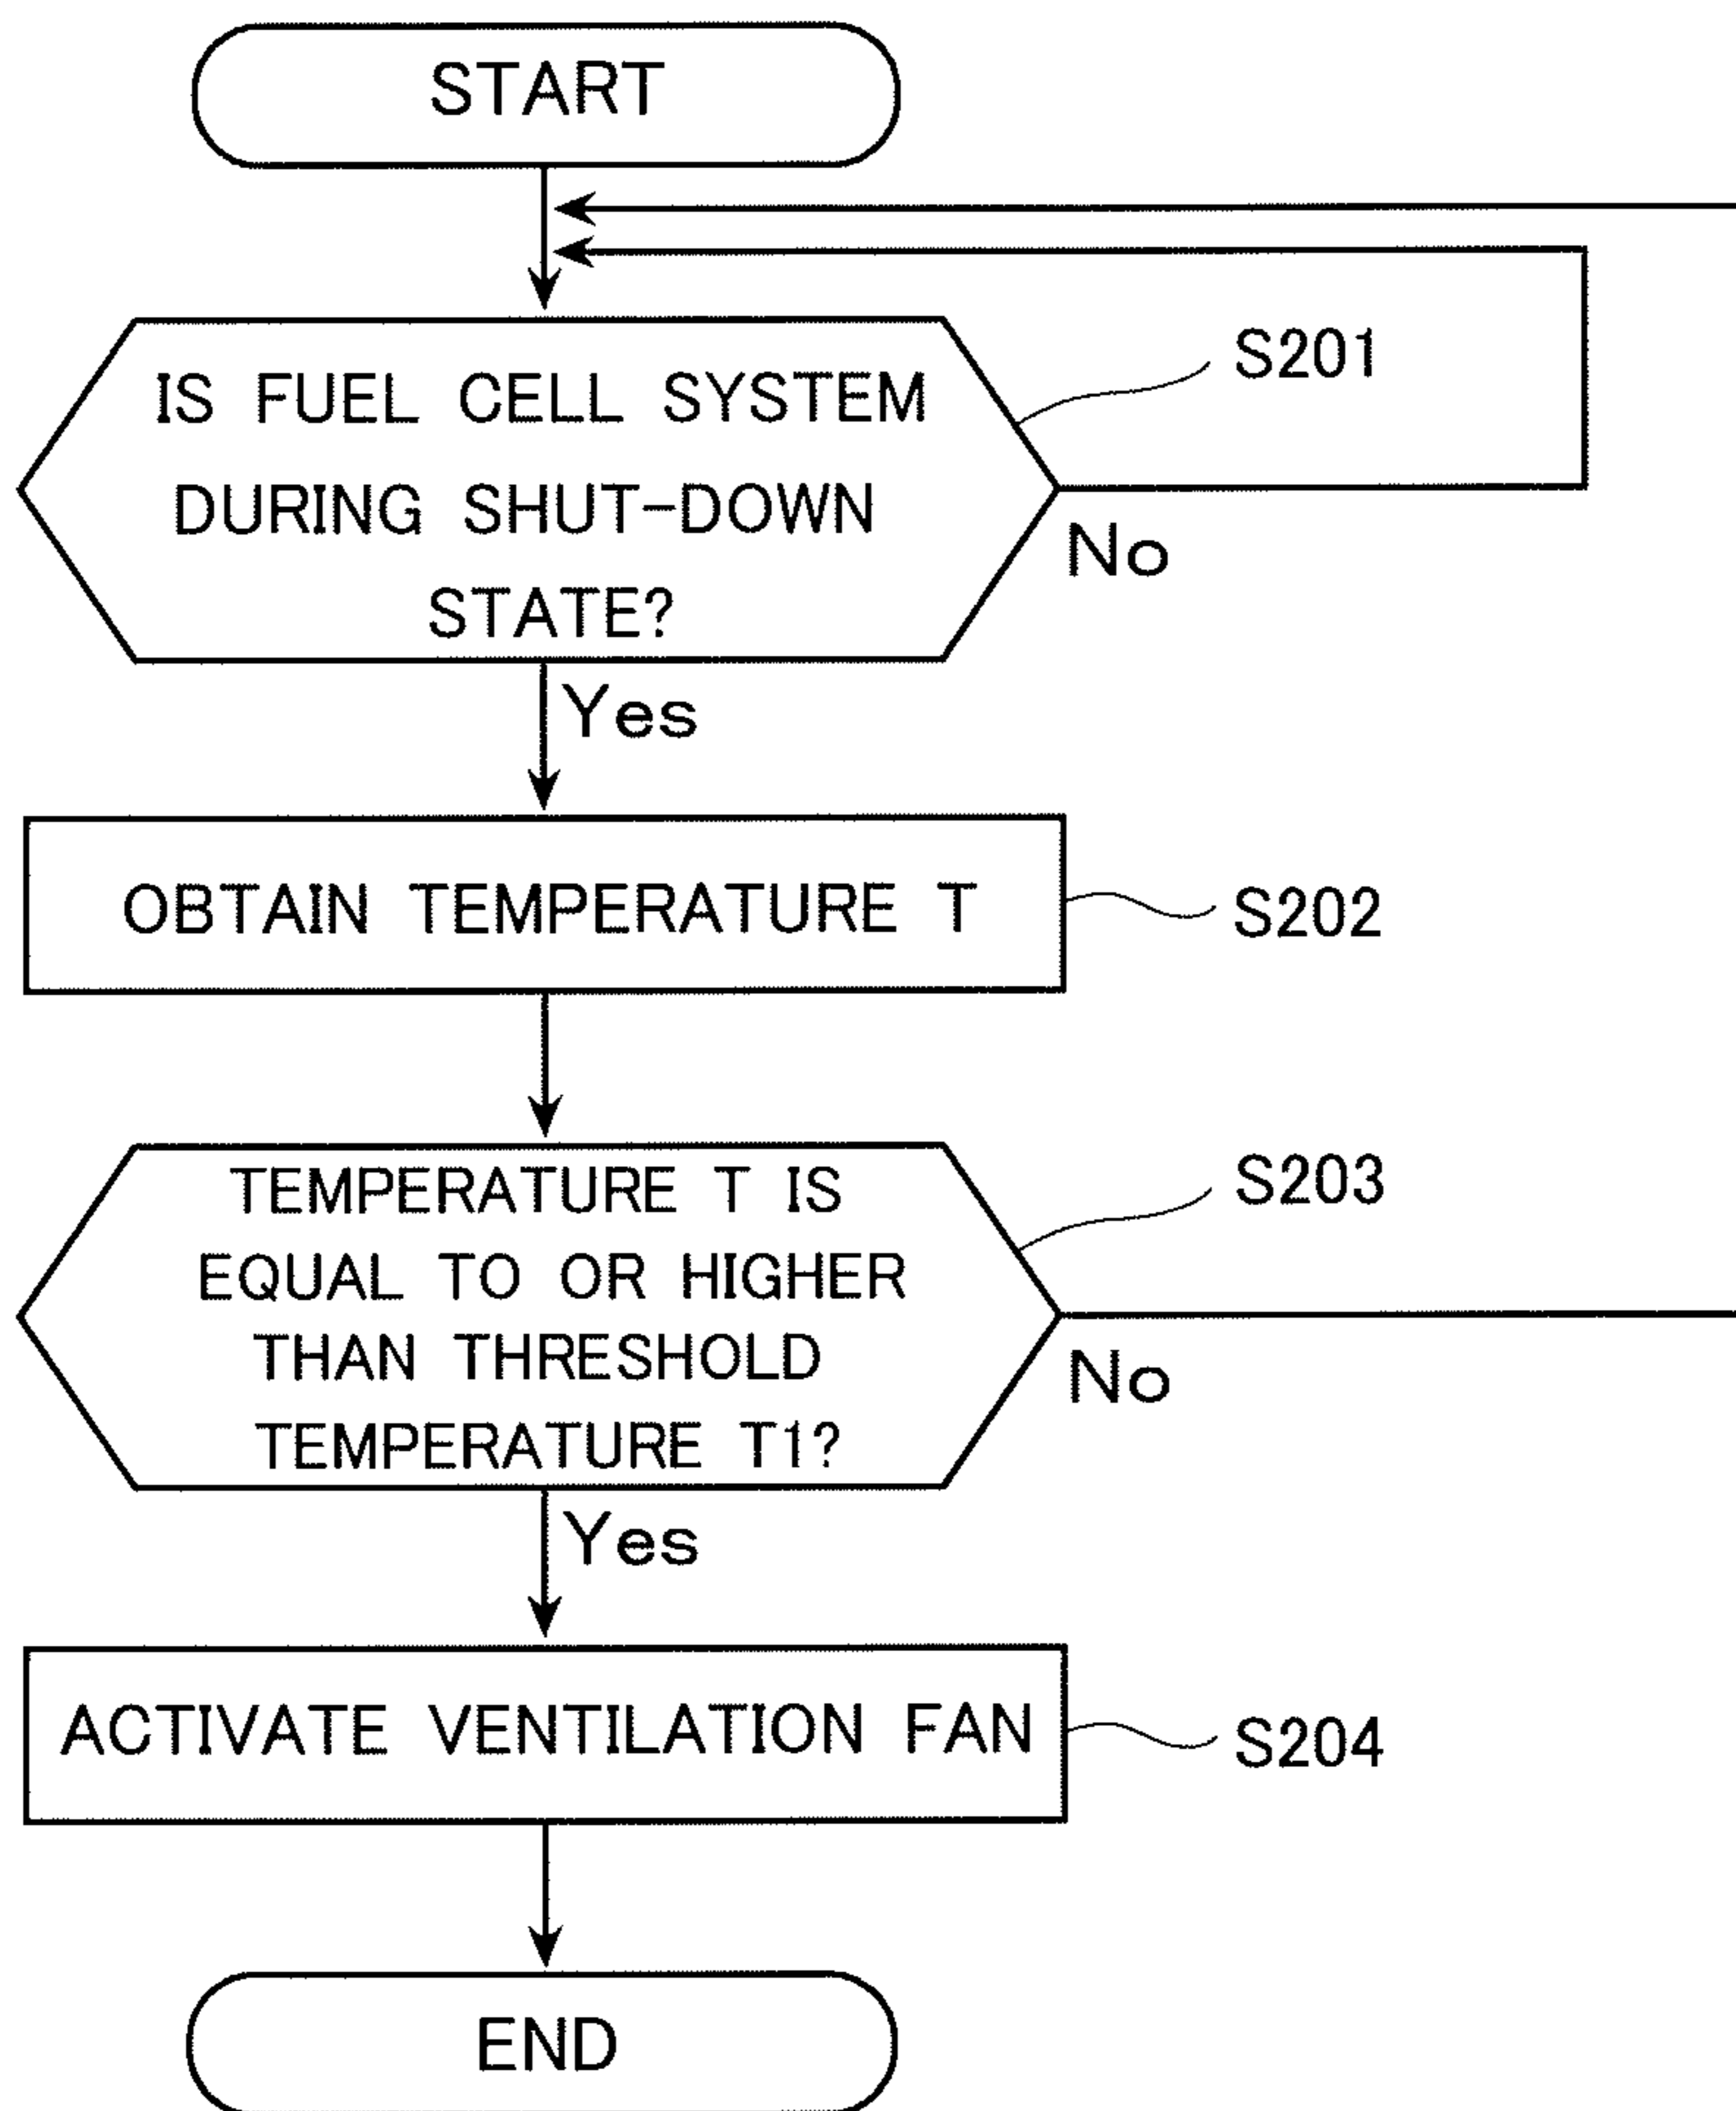 START
IS FUEL CELL SYSTEM
DURING SHUT-DOWN
STATE?
S201
No
Yes
OBTAIN TEMPERATURE T
S202
TEMPERATURE T IS
EQUAL TO OR HIGHER
THAN THRESHOLD
TEMPERATURE T1?
S203
No
Yes
ACTIVATE VENTILATION FAN
S204
END